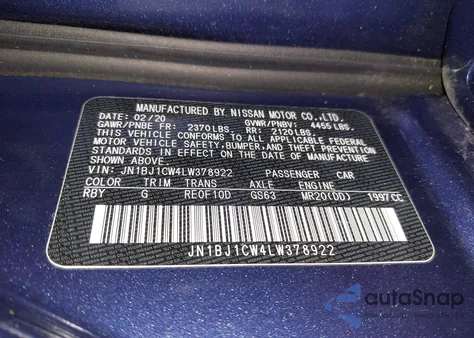 MANUFACTURED BY NISSAN MOTOR CO.,LTD.
DATE: 02/20 GVWR/PNBV: 4455 LBS.
GAWR/PNBE FR: 2370LBS. RR: 2120LBS.
THIS VEHICLE CONFORMS TO ALL APPLICABLE FEDERAL
MOTOR VEHICLE SAFETY,BUMPER,AND THEFT PREVENTION
STANDARDS IN EFFECT ON THE DATE OF MANUFACTURE
SHOWN ABOVE.
VIN: JN1BJ1CW4LW378922 PASSENGER CAR
COLOR TRIM TRANS AXLE ENGINE
RBY G RE0F10D GS63 MR20(DD) 1997CC
JN1BJ1CW4LW378922
autoSnap
www.autosnap.com